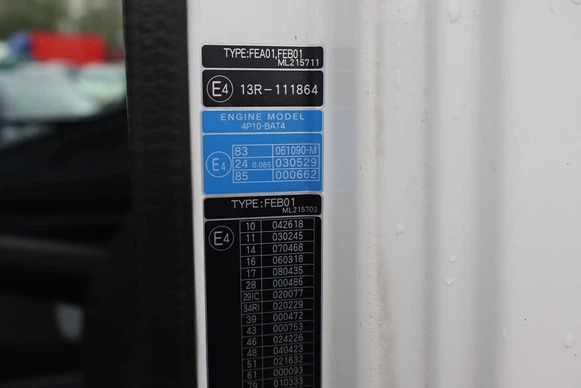 TYPE:FEA01,FEB01
ML215711
E4 13R-111864
ENGINE MODEL
4P10-BAT4
E4
83 061090-M
24 0.085 030529
85 000662
TYPE:FEB01
ML215703
E4
10 042618
11 030245
14 070468
16 060318
17 080435
28 000486
29IC 020077
34RI 020229
39 000472
43 000753
46 024226
48 040423
51 021632
61 000093
79 010333